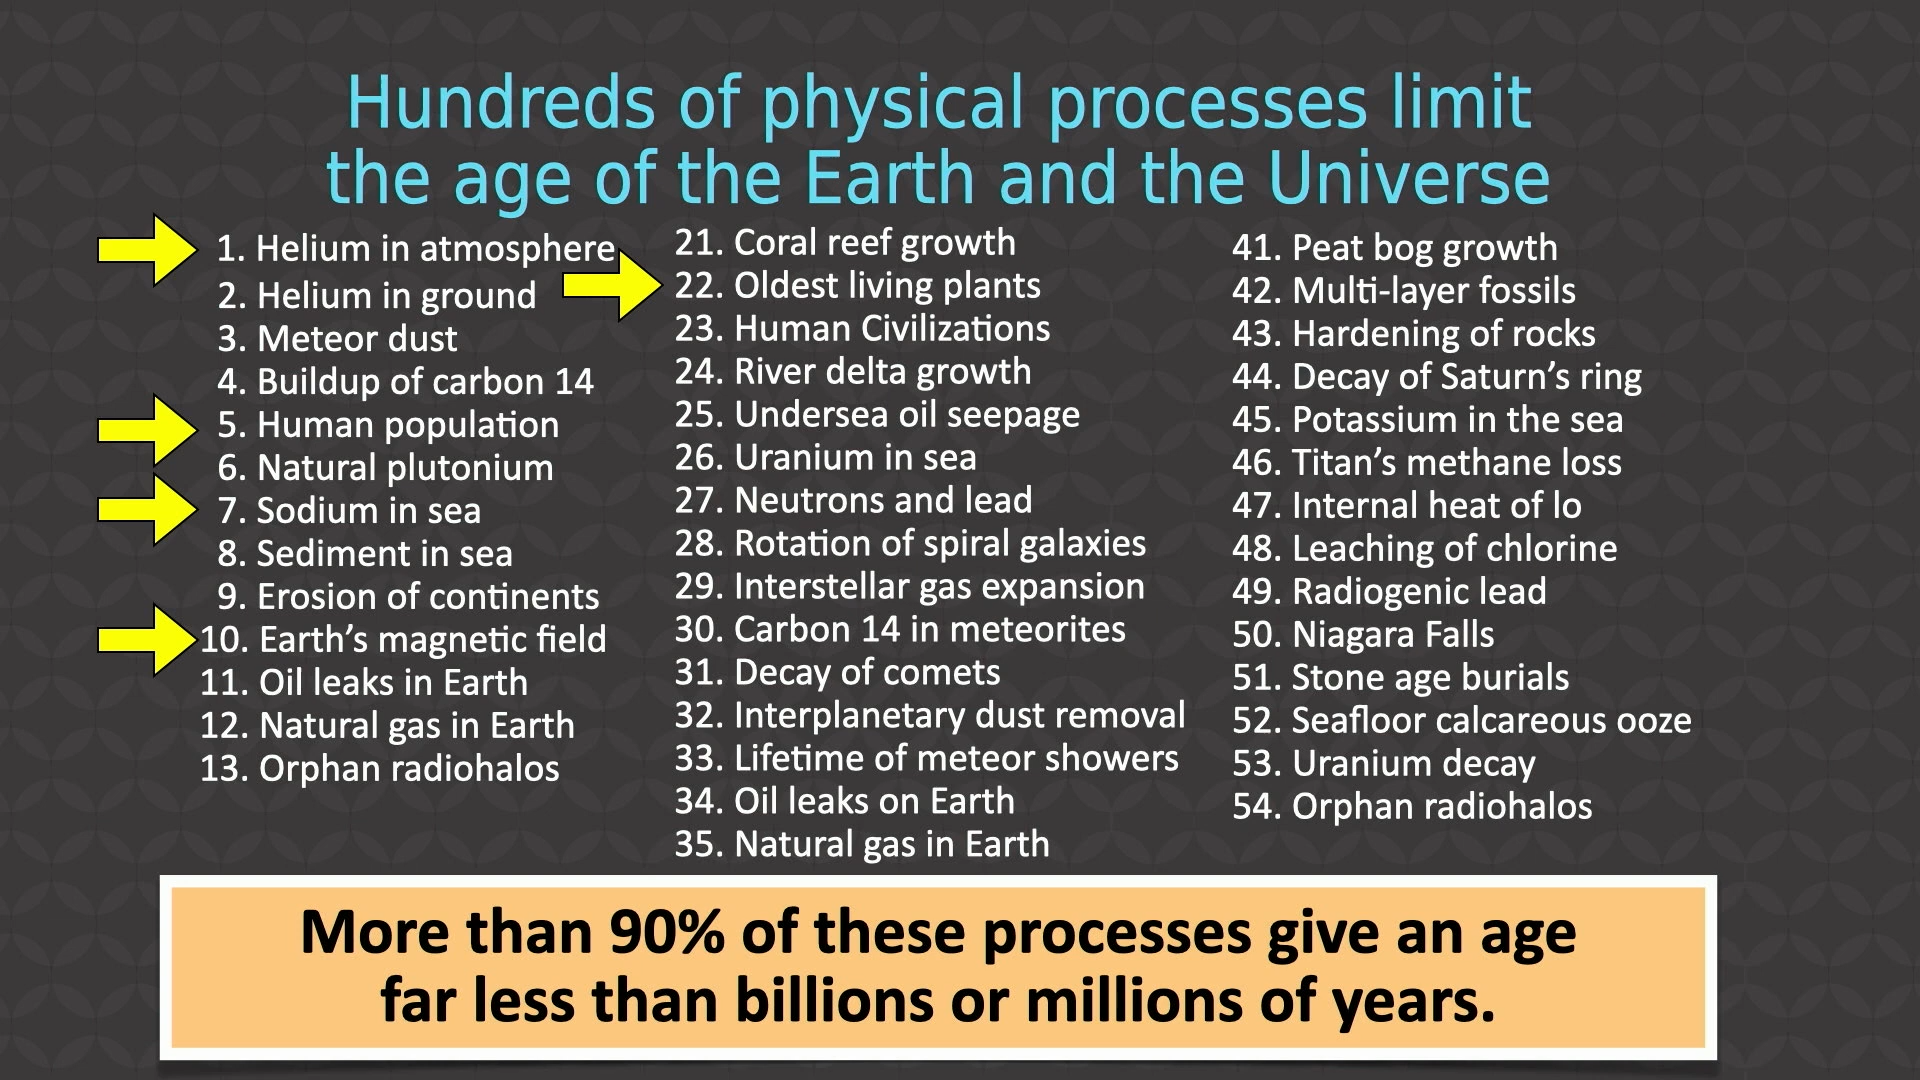 Hundreds of physical processes limit
the age of the Earth and the Universe
1. Helium in atmosphere
2. Helium in ground
3. Meteor dust
4. Buildup of carbon 14
5. Human population
6. Natural plutonium
7. Sodium in sea
8. Sediment in sea
9. Erosion of continents
10. Earth’s magnetic field
11. Oil leaks in Earth
12. Natural gas in Earth
13. Orphan radiohalos
21. Coral reef growth
22. Oldest living plants
23. Human Civilizations
24. River delta growth
25. Undersea oil seepage
26. Uranium in sea
27. Neutrons and lead
28. Rotation of spiral galaxies
29. Interstellar gas expansion
30. Carbon 14 in meteorites
31. Decay of comets
32. Interplanetary dust removal
33. Lifetime of meteor showers
34. Oil leaks on Earth
35. Natural gas in Earth
41. Peat bog growth
42. Multi-layer fossils
43. Hardening of rocks
44. Decay of Saturn’s ring
45. Potassium in the sea
46. Titan’s methane loss
47. Internal heat of lo
48. Leaching of chlorine
49. Radiogenic lead
50. Niagara Falls
51. Stone age burials
52. Seafloor calcareous ooze
53. Uranium decay
54. Orphan radiohalos
More than 90% of these processes give an age
far less than billions or millions of years.